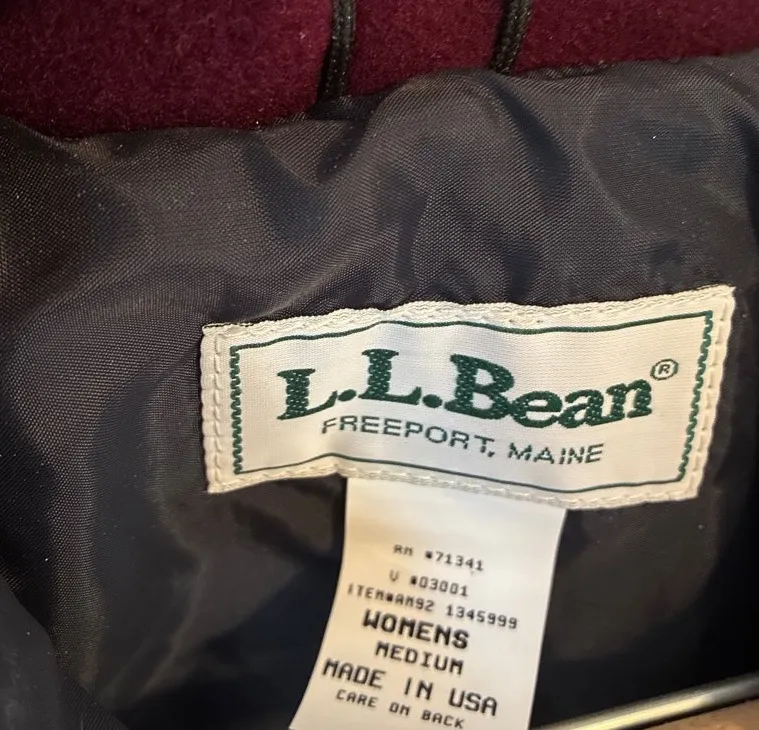 L.L.Bean®
FREEPORT, MAINE
RN #71341
V #03001
ITEM#AM92 1345999
WOMENS
MEDIUM
MADE IN USA
CARE ON BACK